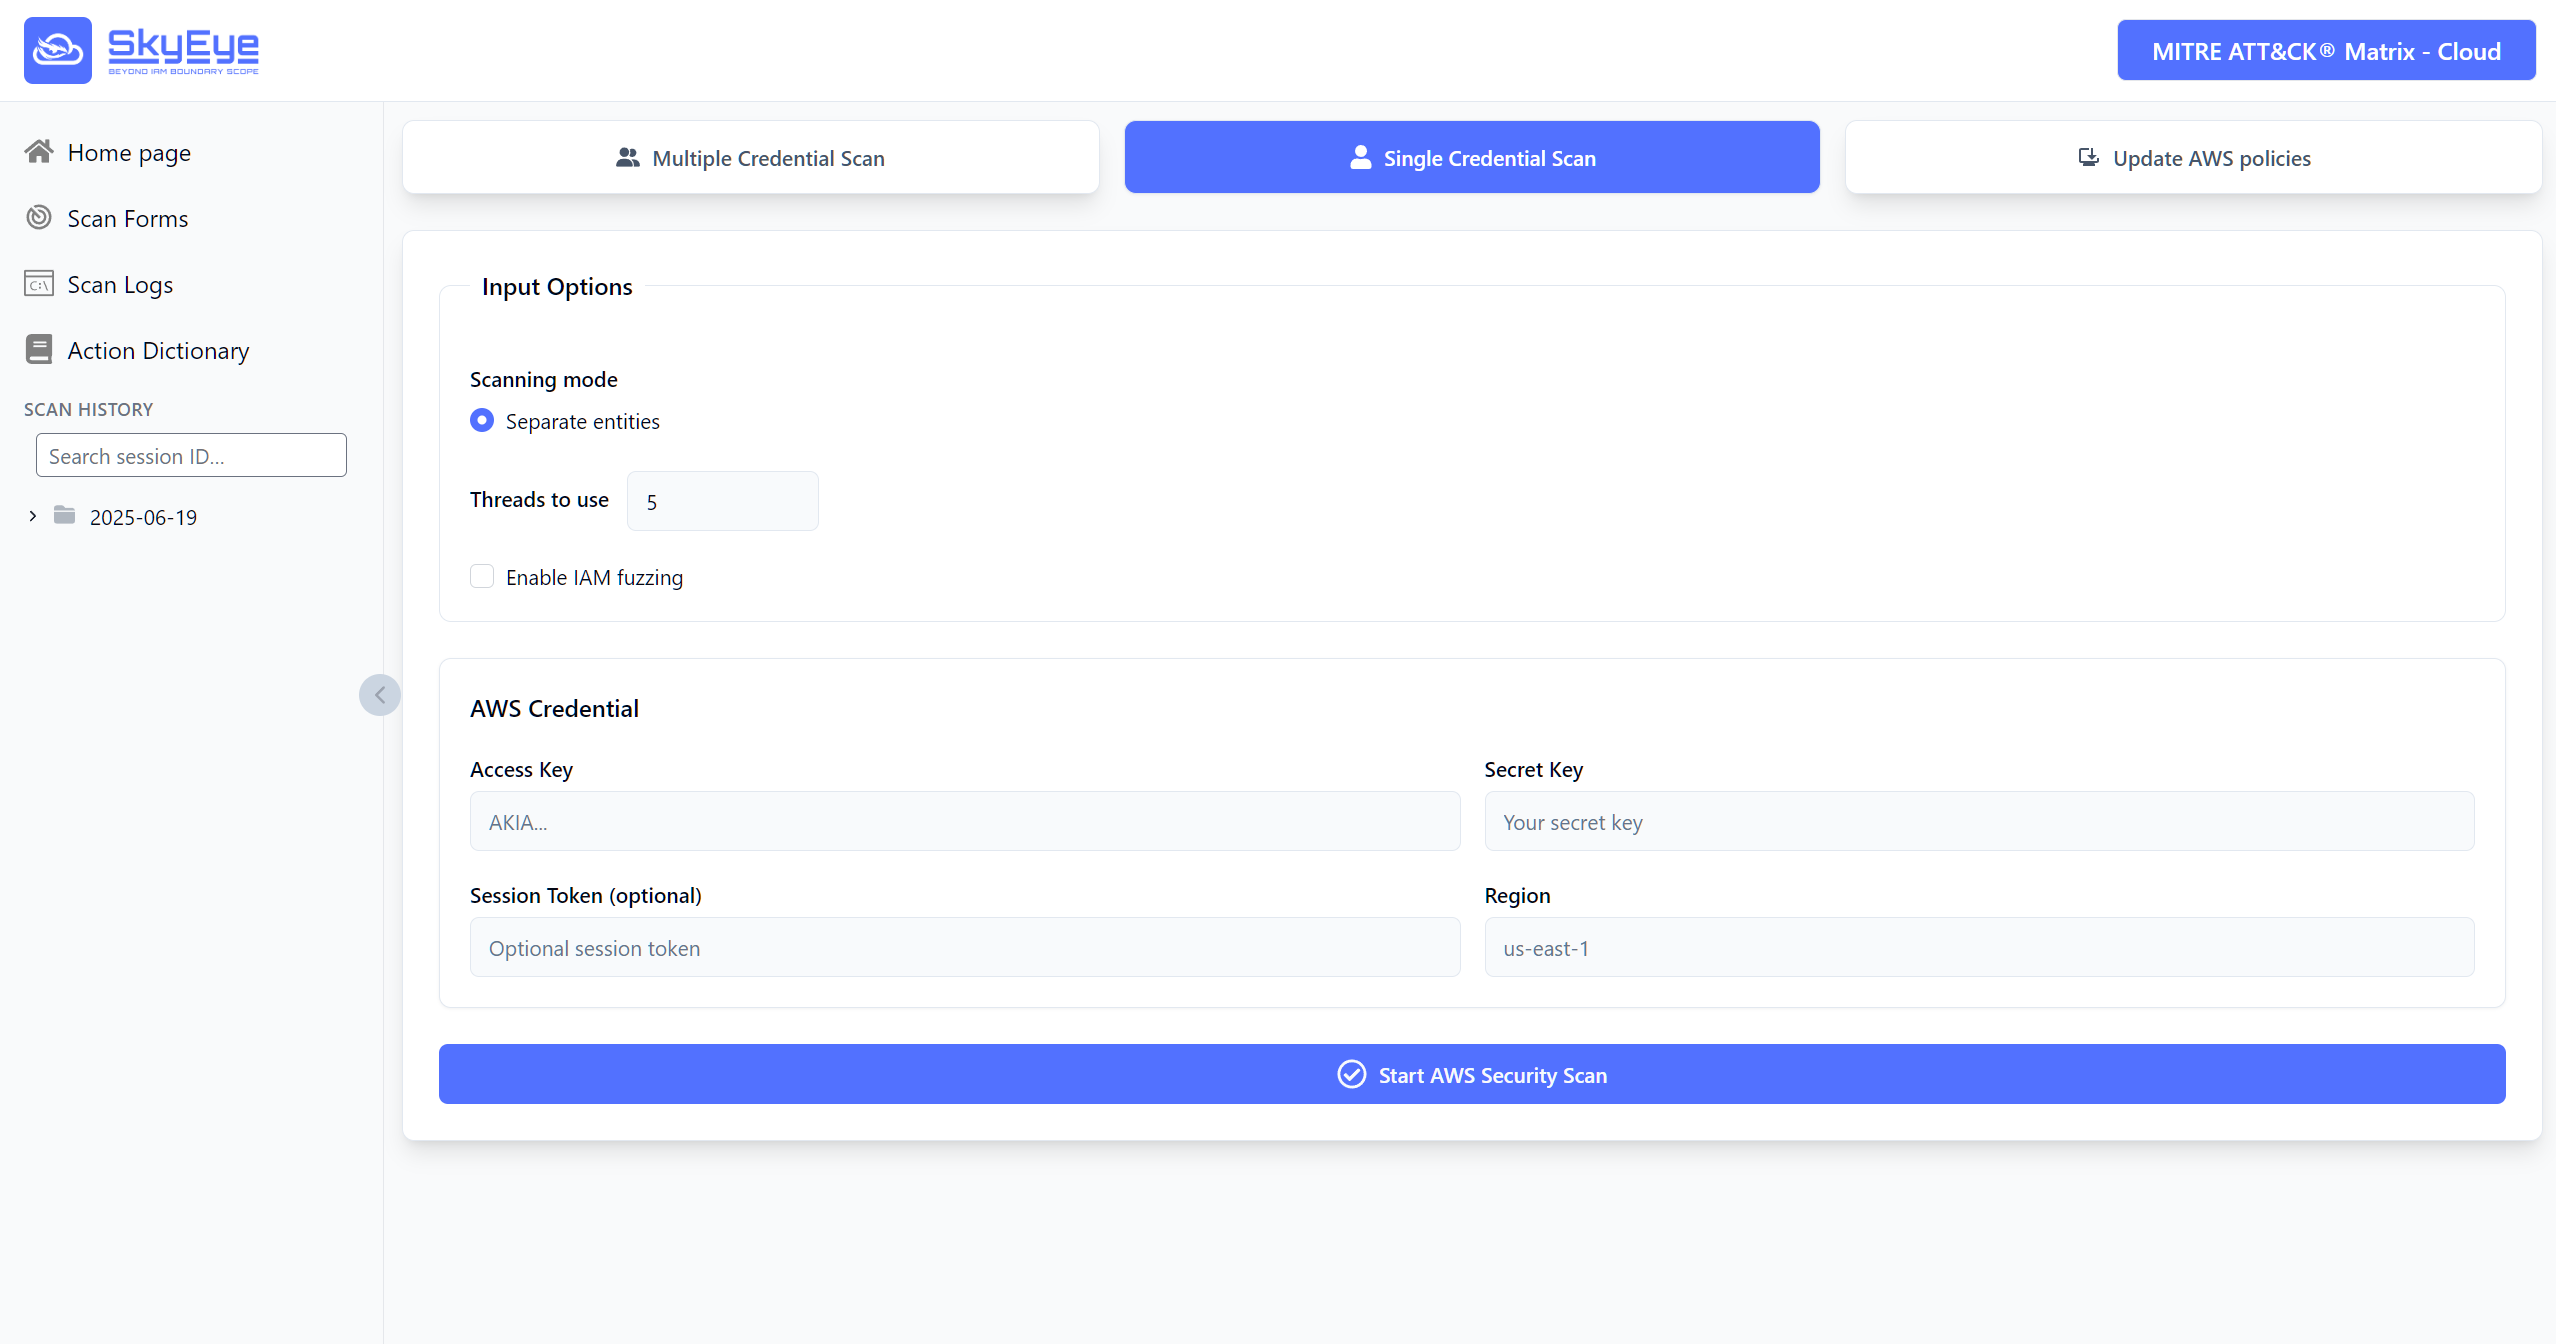 SkyEye
BEYOND IAM BOUNDARY SCOPE
MITRE ATT&CK® Matrix - Cloud
Home page
Scan Forms
Scan Logs
C:\
Action Dictionary
SCAN HISTORY
Search session ID...
2025-06-19
Multiple Credential Scan
Single Credential Scan
Update AWS policies
Input Options
Scanning mode
Separate entities
Threads to use
5
Enable IAM fuzzing
AWS Credential
Access Key
Secret Key
AKIA...
Your secret key
Session Token (optional)
Region
Optional session token
us-east-1
Start AWS Security Scan